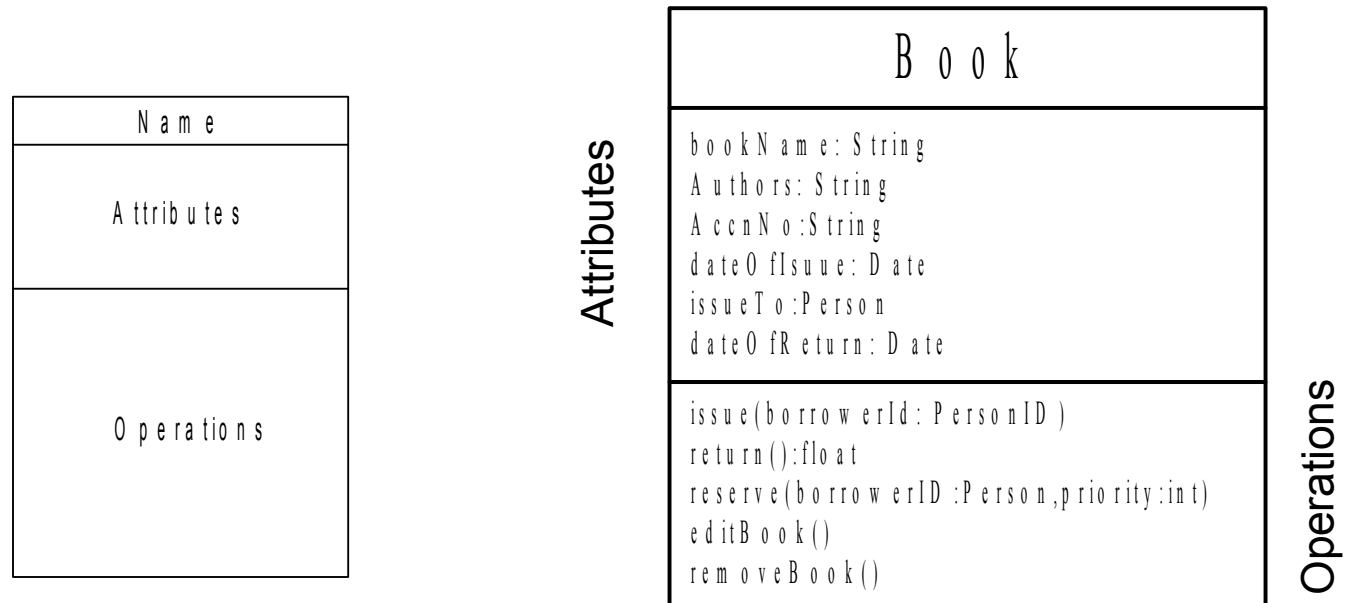 Name
Attributes
Operations
Attributes
Book
bookName: String
Authors: String
AccnNo:String
dateOfIsuue: Date
issueTo:Person
dateOfReturn: Date
issue(borrowerId: PersonID )
return():float
reserve(borrowerID :Person,priority:int)
editBook()
removeBook()
Operations